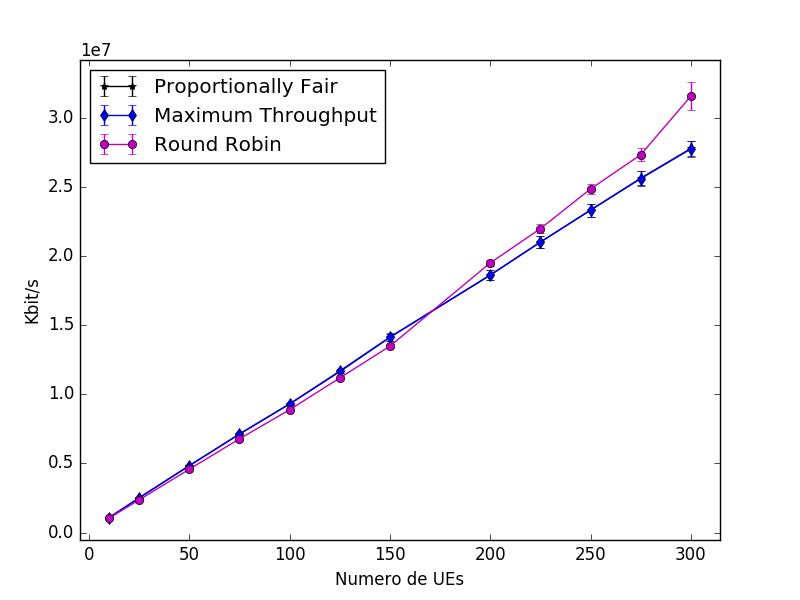 1e7
Proportionally Fair
Maximum Throughput
Round Robin
3.0
2.5
2.0
1.5
1.0
0.5
0.0
Kbit/s
0 50 100 150 200 250 300
Numero de UEs